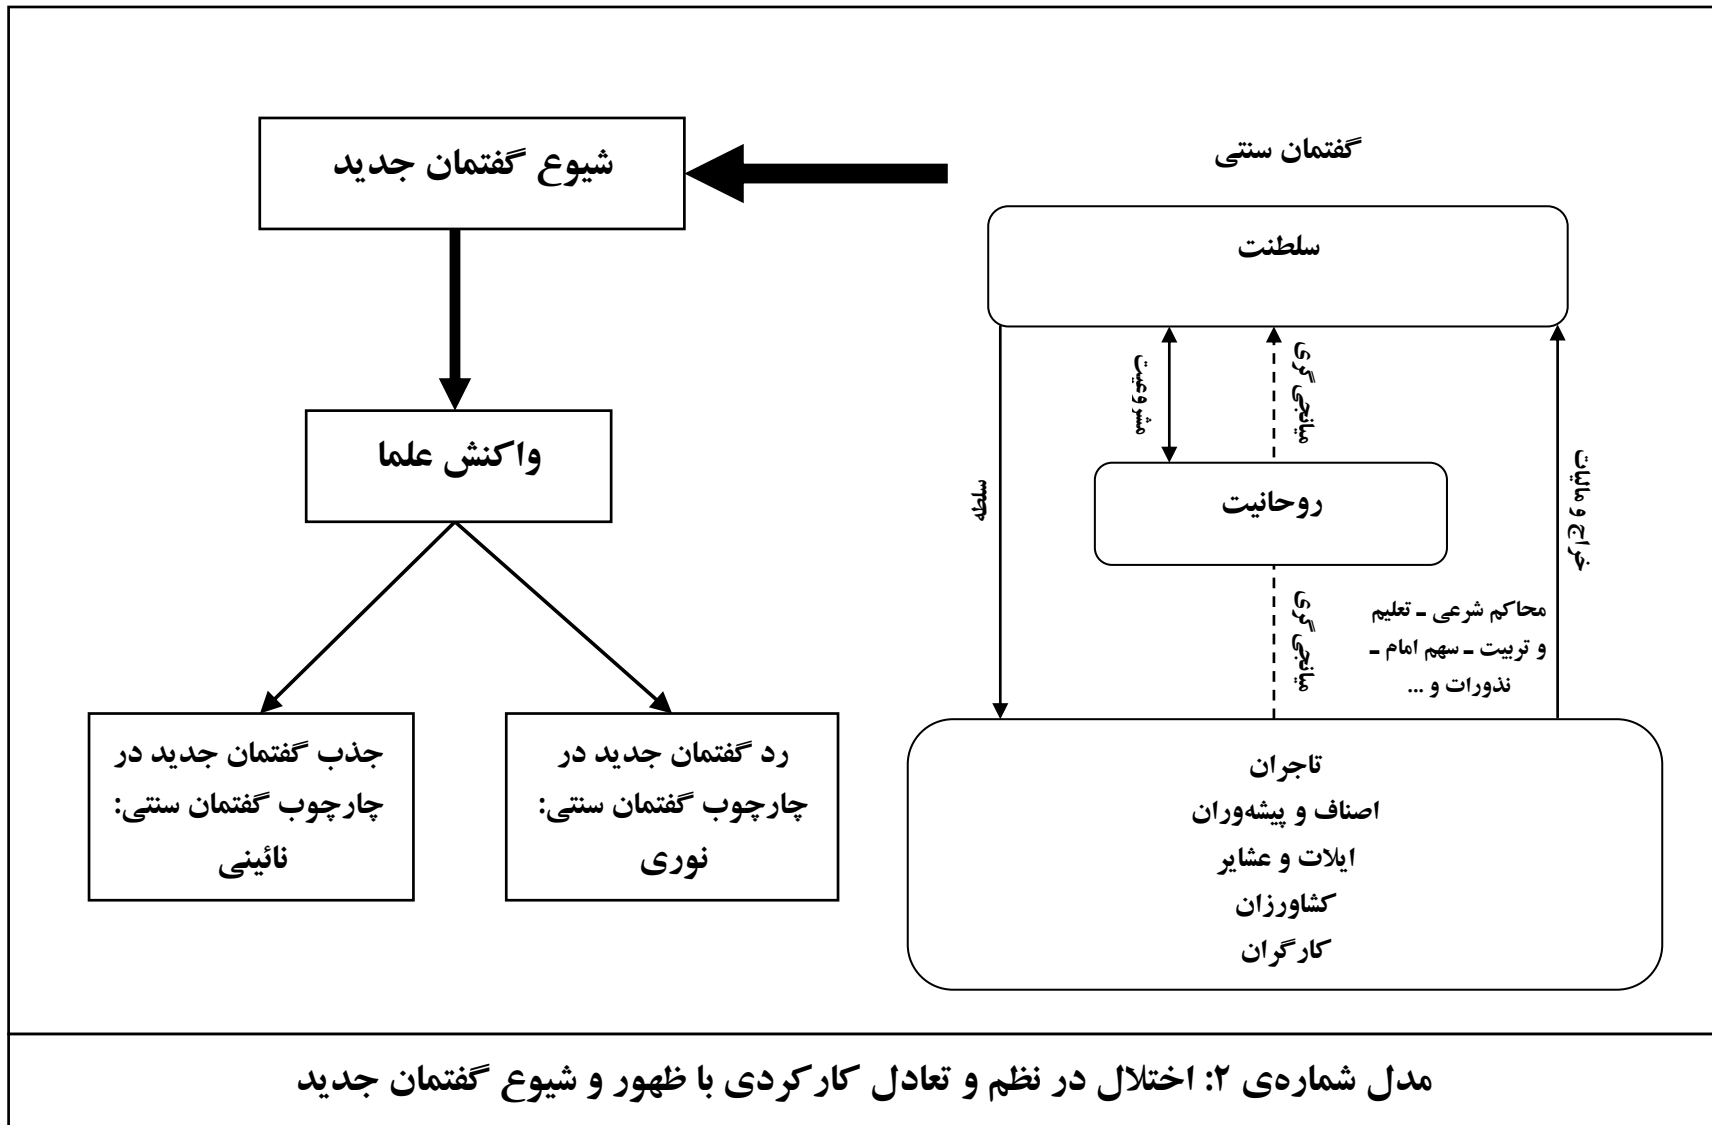 گفتمان سنتی
سلطنت
مشروعیت
میانجی گری
روحانیت
سلطه
میانجی گری
خراج و مالیات
محاکم شرعی ـ تعلیم
و تربیت ـ سهم امام ـ
نذورات و ...
تاجران
اصناف و پیشه‌وران
ایلات و عشایر
کشاورزان
کارگران
شیوع گفتمان جدید
واکنش علما
رد گفتمان جدید در
چارچوب گفتمان سنتی:
نوری
جذب گفتمان جدید در
چارچوب گفتمان سنتی:
نائینی
مدل شماره‌ی ۲: اختلال در نظم و تعادل کارکردی با ظهور و شیوع گفتمان جدید